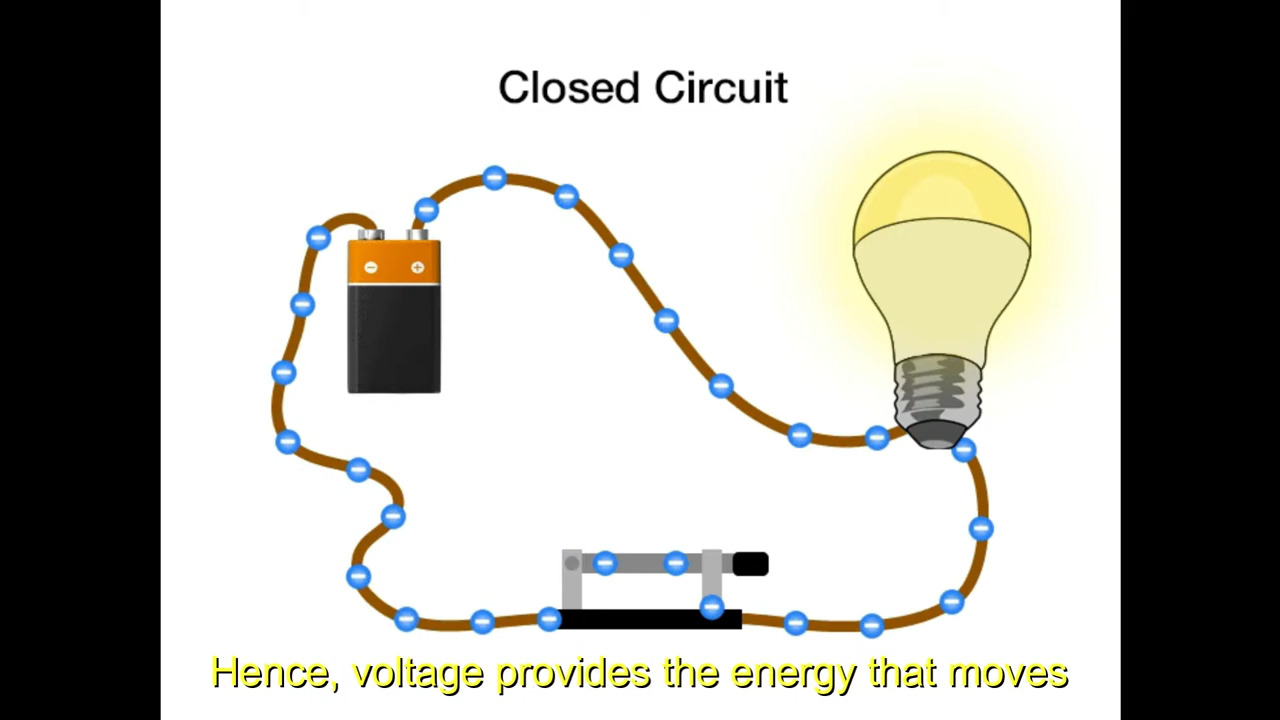 Closed Circuit
Hence, voltage provides the energy that moves